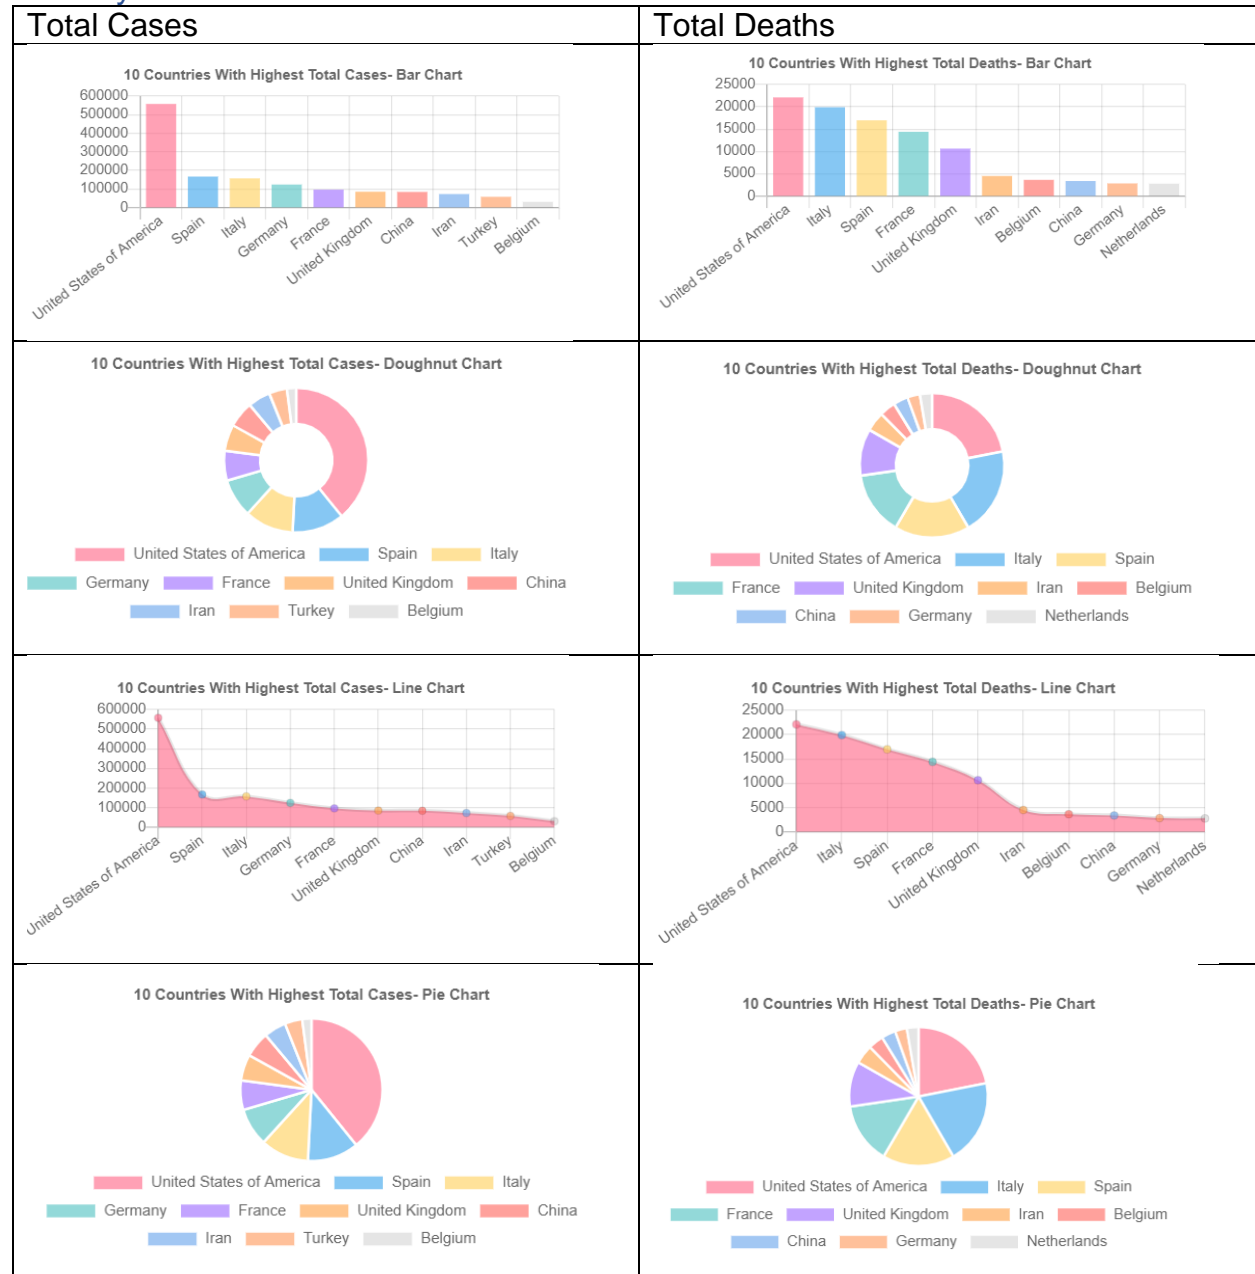 Total Cases
Total Deaths
10 Countries With Highest Total Cases- Bar Chart
600000
500000
400000
300000
200000
100000
0
United States of America
Spain
Italy
Germany
France
United Kingdom
China
Iran
Turkey
Belgium
10 Countries With Highest Total Deaths- Bar Chart
25000
20000
15000
10000
5000
0
United States of America
Italy
Spain
France
United Kingdom
Iran
Belgium
China
Germany
Netherlands
10 Countries With Highest Total Cases- Doughnut Chart
United States of America Spain Italy
Germany France United Kingdom China
Iran Turkey Belgium
10 Countries With Highest Total Deaths- Doughnut Chart
United States of America Italy Spain
France United Kingdom Iran Belgium
China Germany Netherlands
10 Countries With Highest Total Cases- Line Chart
600000
500000
400000
300000
200000
100000
0
United States of America
Spain
Italy
Germany
France
United Kingdom
China
Iran
Turkey
Belgium
10 Countries With Highest Total Deaths- Line Chart
25000
20000
15000
10000
5000
0
United States of America
Italy
Spain
France
United Kingdom
Iran
Belgium
China
Germany
Netherlands
10 Countries With Highest Total Cases- Pie Chart
United States of America Spain Italy
Germany France United Kingdom China
Iran Turkey Belgium
10 Countries With Highest Total Deaths- Pie Chart
United States of America Italy Spain
France United Kingdom Iran Belgium
China Germany Netherlands